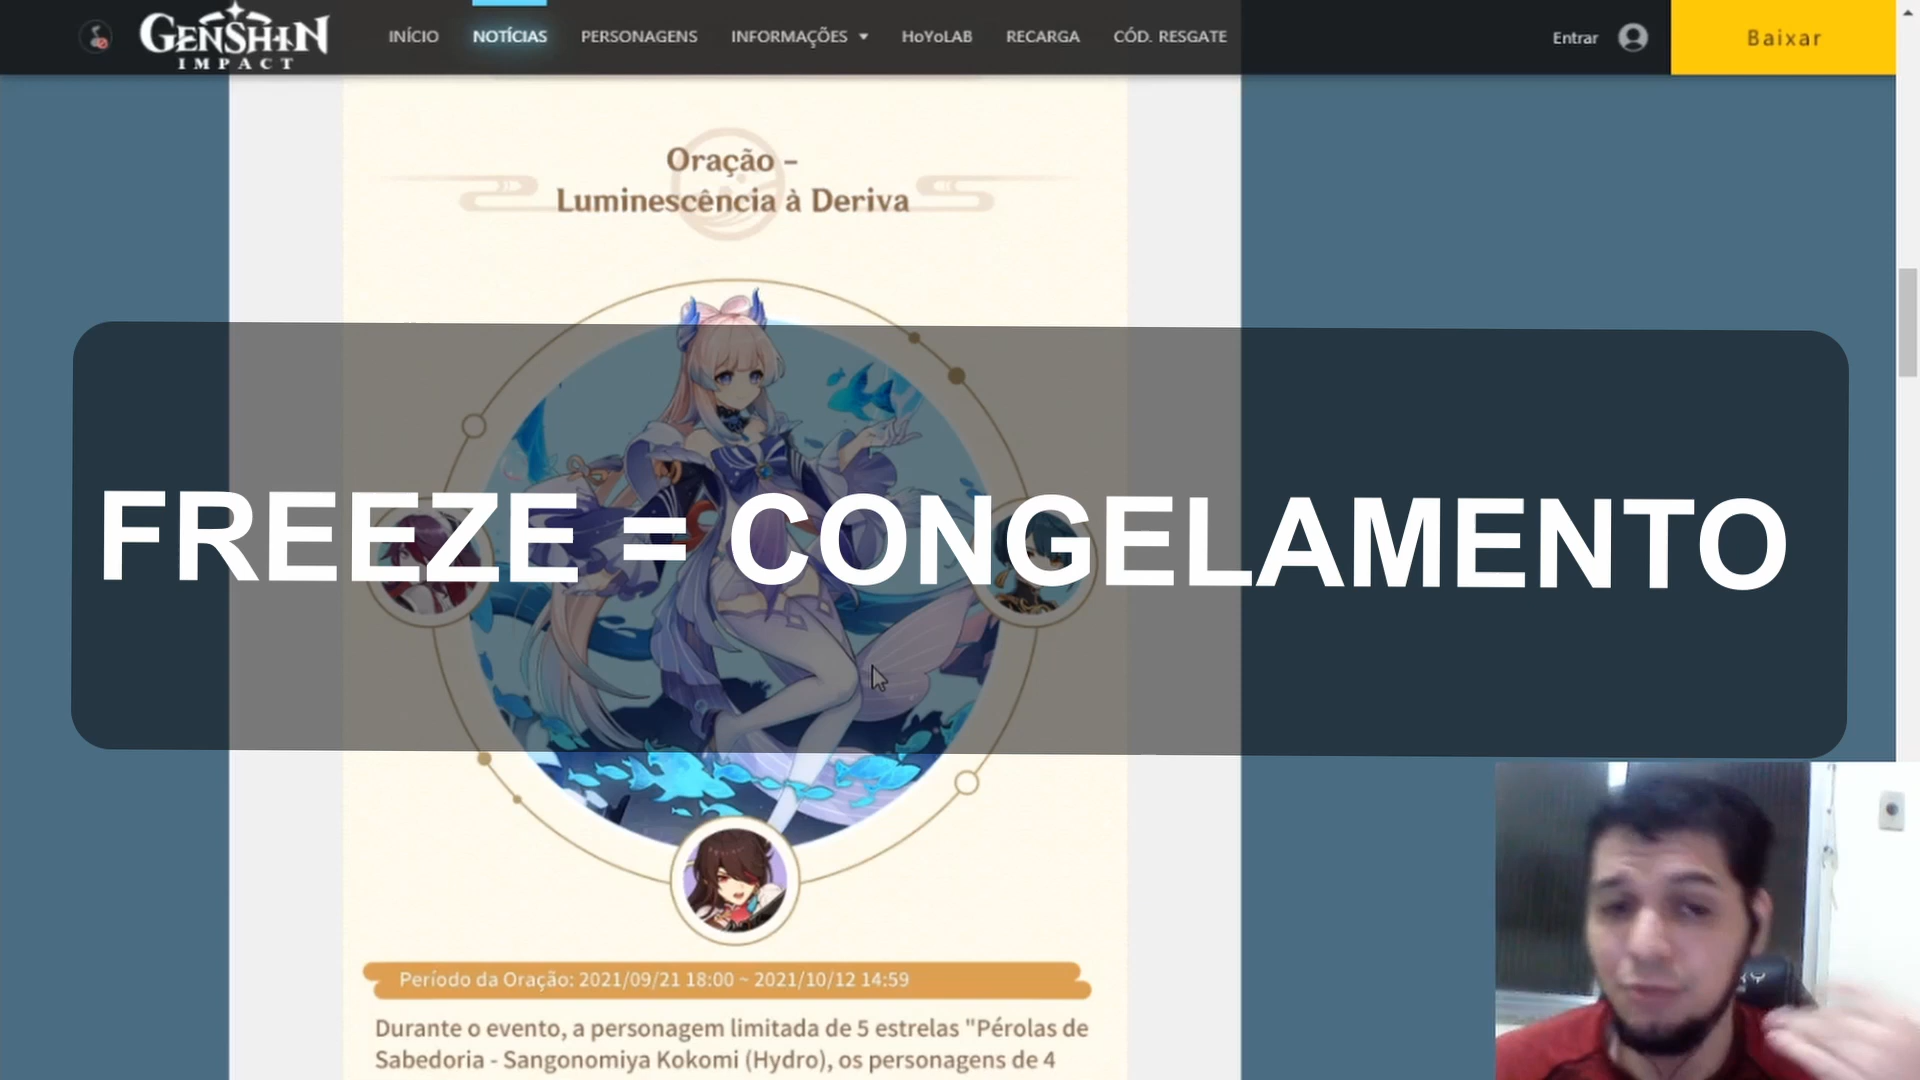 GENSHIN
IMPACT
INÍCIO
NOTÍCIAS
PERSONAGENS
INFORMAÇÕES
HoYoLAB
RECARGA
CÓD. RESGATE
Entrar
Baixar
Oração –
Luminescência à Deriva
FREEZE = CONGELAMENTO
Período da Oração: 2021/09/21 18:00 ~ 2021/10/12 14:59
Durante o evento, a personagem limitada de 5 estrelas "Pérolas de
Sabedoria - Sangonomiya Kokomi (Hydro), os personagens de 4